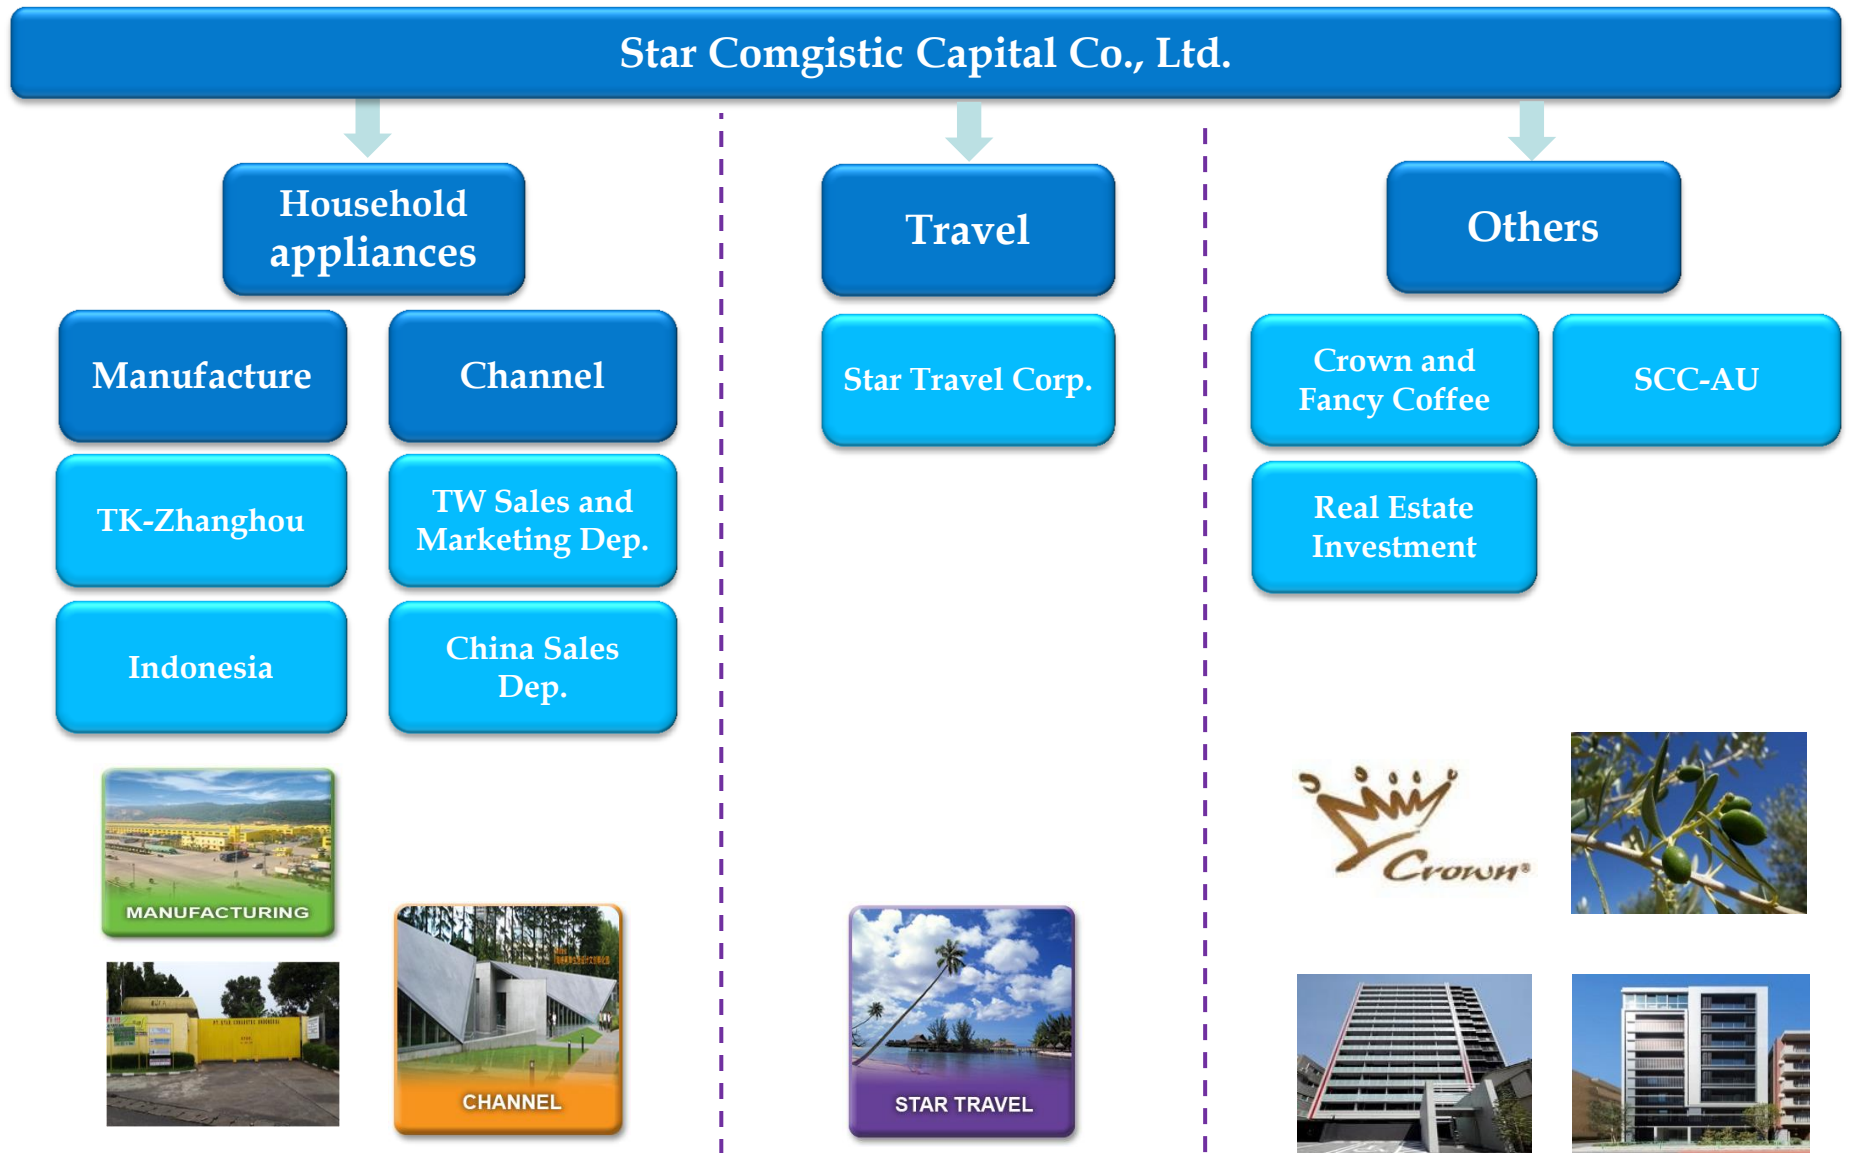 Star Comgistic Capital Co., Ltd.
Household
appliances
Travel
Others
Manufacture
Channel
Star Travel Corp.
Crown and
Fancy Coffee
SCC-AU
TK-Zhanghou
TW Sales and
Marketing Dep.
Real Estate
Investment
Indonesia
China Sales
Dep.
MANUFACTURING
CHANNEL
STAR TRAVEL
Crown®